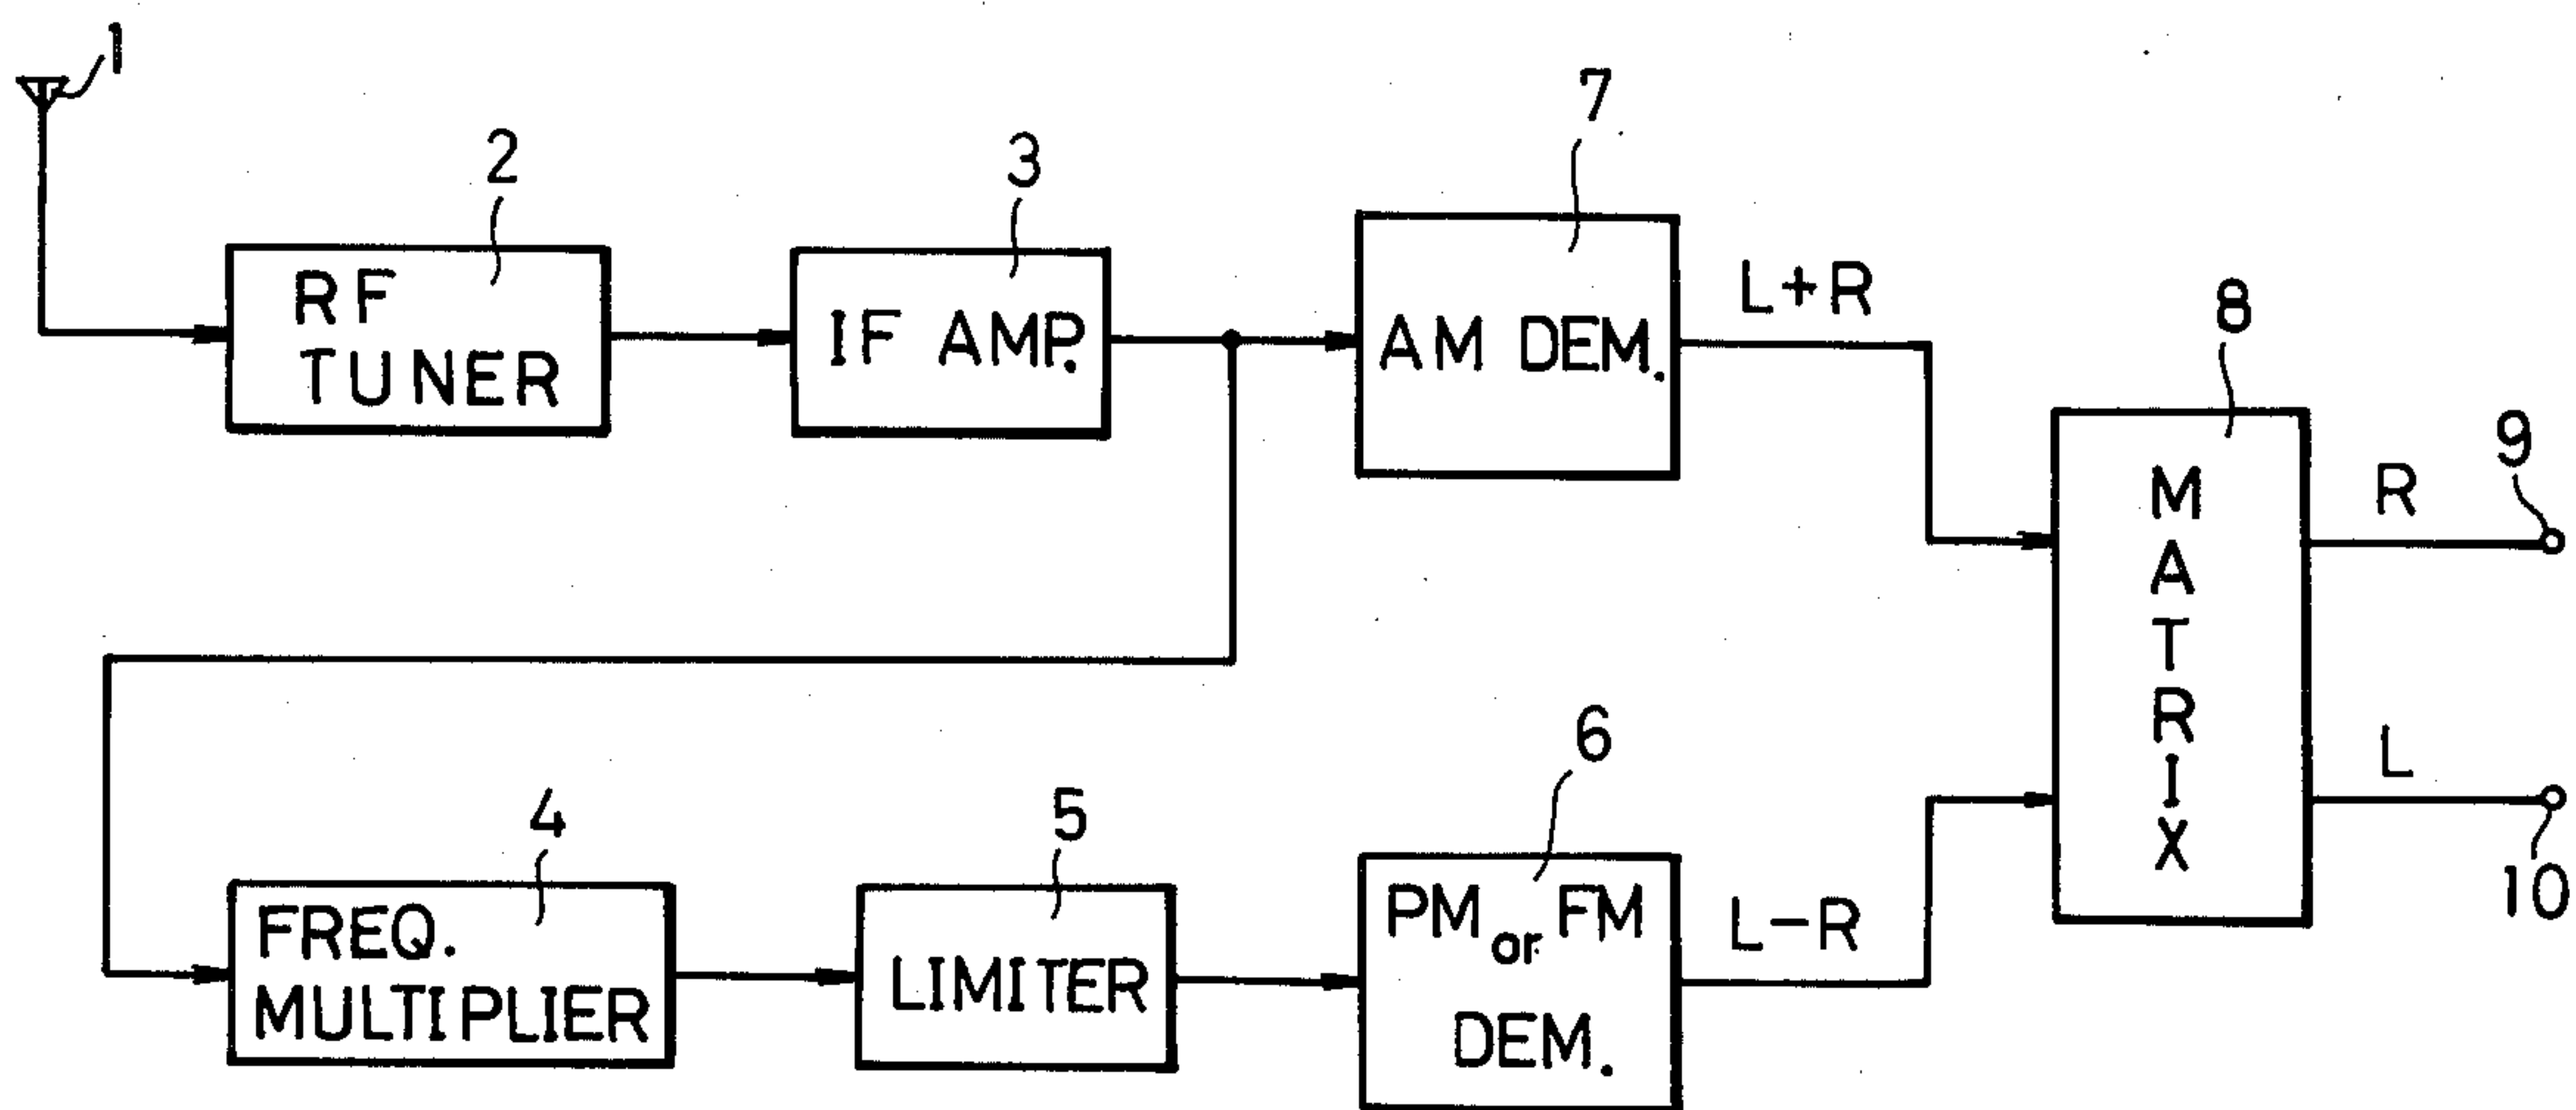 1
2
RF
TUNER
3
IF AMP.
7
AM DEM.
L+R
8
MATRIX
R
9
L
10
4
FREQ.
MULTIPLIER
5
LIMITER
6
PM or FM
DEM.
L-R